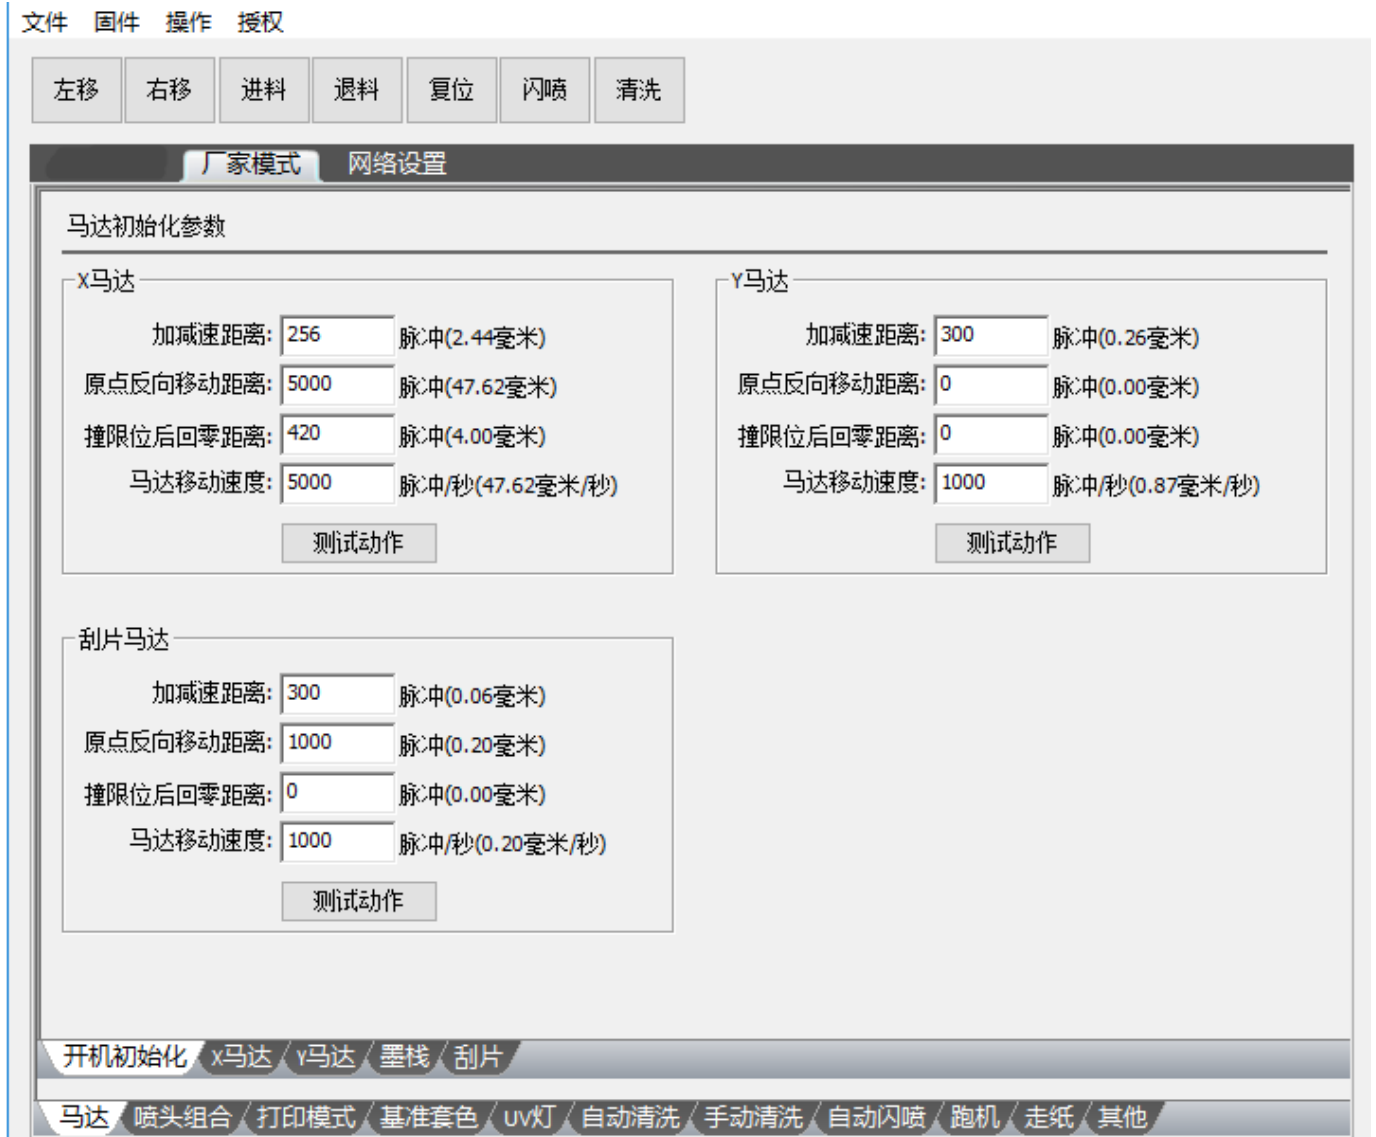 文件 固件 操作 授权
左移 右移 进料 退料 复位 闪喷 清洗
厂家模式 网络设置
马达初始化参数
X马达
加减速距离: 256 脉冲(2.44毫米)
原点反向移动距离: 5000 脉冲(47.62毫米)
撞限位后回零距离: 420 脉冲(4.00毫米)
马达移动速度: 5000 脉冲/秒(47.62毫米/秒)
测试动作
Y马达
加减速距离: 300 脉冲(0.26毫米)
原点反向移动距离: 0 脉冲(0.00毫米)
撞限位后回零距离: 0 脉冲(0.00毫米)
马达移动速度: 1000 脉冲/秒(0.87毫米/秒)
测试动作
刮片马达
加减速距离: 300 脉冲(0.06毫米)
原点反向移动距离: 1000 脉冲(0.20毫米)
撞限位后回零距离: 0 脉冲(0.00毫米)
马达移动速度: 1000 脉冲/秒(0.20毫米/秒)
测试动作
开机初始化 X马达 Y马达 墨栈 刮片
马达 喷头组合 打印模式 基准套色 UV灯 自动清洗 手动清洗 自动闪喷 跑机 走纸 其他